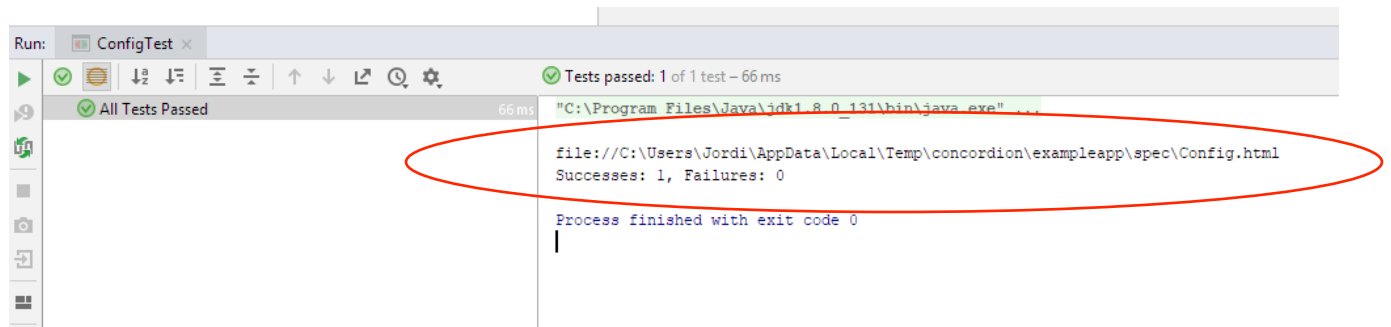 Run: ConfigTest
Tests passed: 1 of 1 test – 66 ms
All Tests Passed 66 ms
"C:\Program Files\Java\jdk1.8.0_131\bin\java.exe" ...
file://C:\Users\Jordi\AppData\Local\Temp\concordion\exampleapp\spec\Config.html
Successes: 1, Failures: 0
Process finished with exit code 0